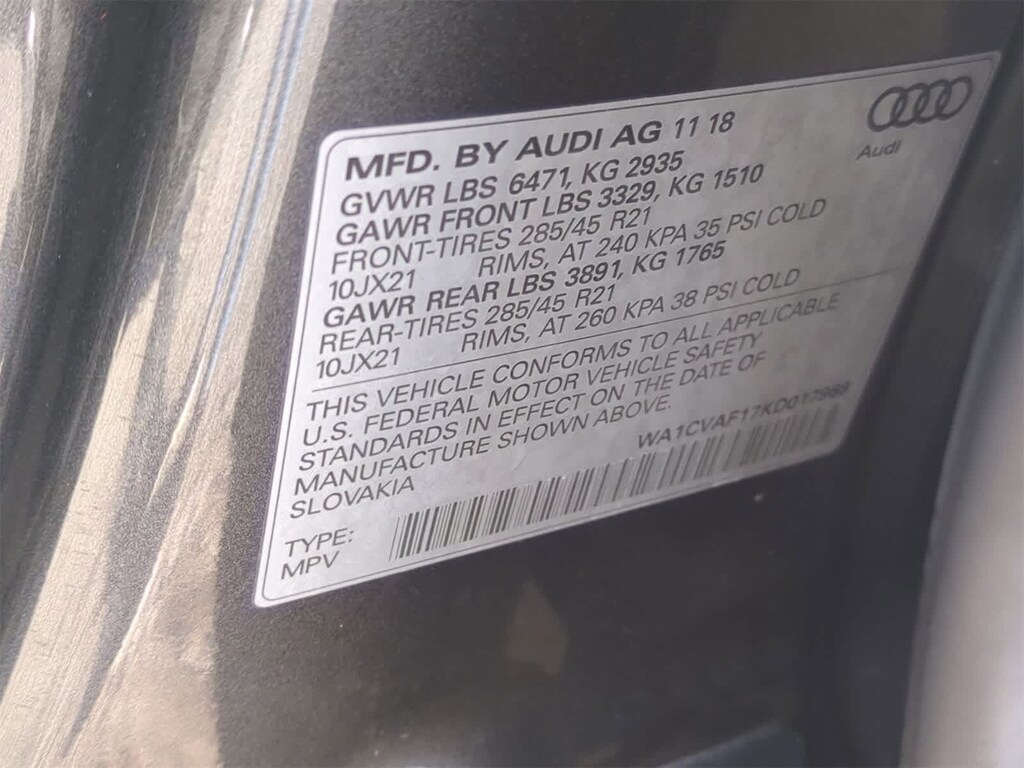 MFD. BY AUDI AG 11 18
Audi
GVWR LBS 6471, KG 2935
GAWR FRONT LBS 3329, KG 1510
FRONT-TIRES 285/45 R21
10JX21 RIMS, AT 240 KPA 35 PSI COLD
GAWR REAR LBS 3891, KG 1765
REAR-TIRES 285/45 R21
10JX21 RIMS, AT 260 KPA 38 PSI COLD
THIS VEHICLE CONFORMS TO ALL APPLICABLE
U.S. FEDERAL MOTOR VEHICLE SAFETY
STANDARDS IN EFFECT ON THE DATE OF
MANUFACTURE SHOWN ABOVE.
SLOVAKIA
TYPE:
MPV